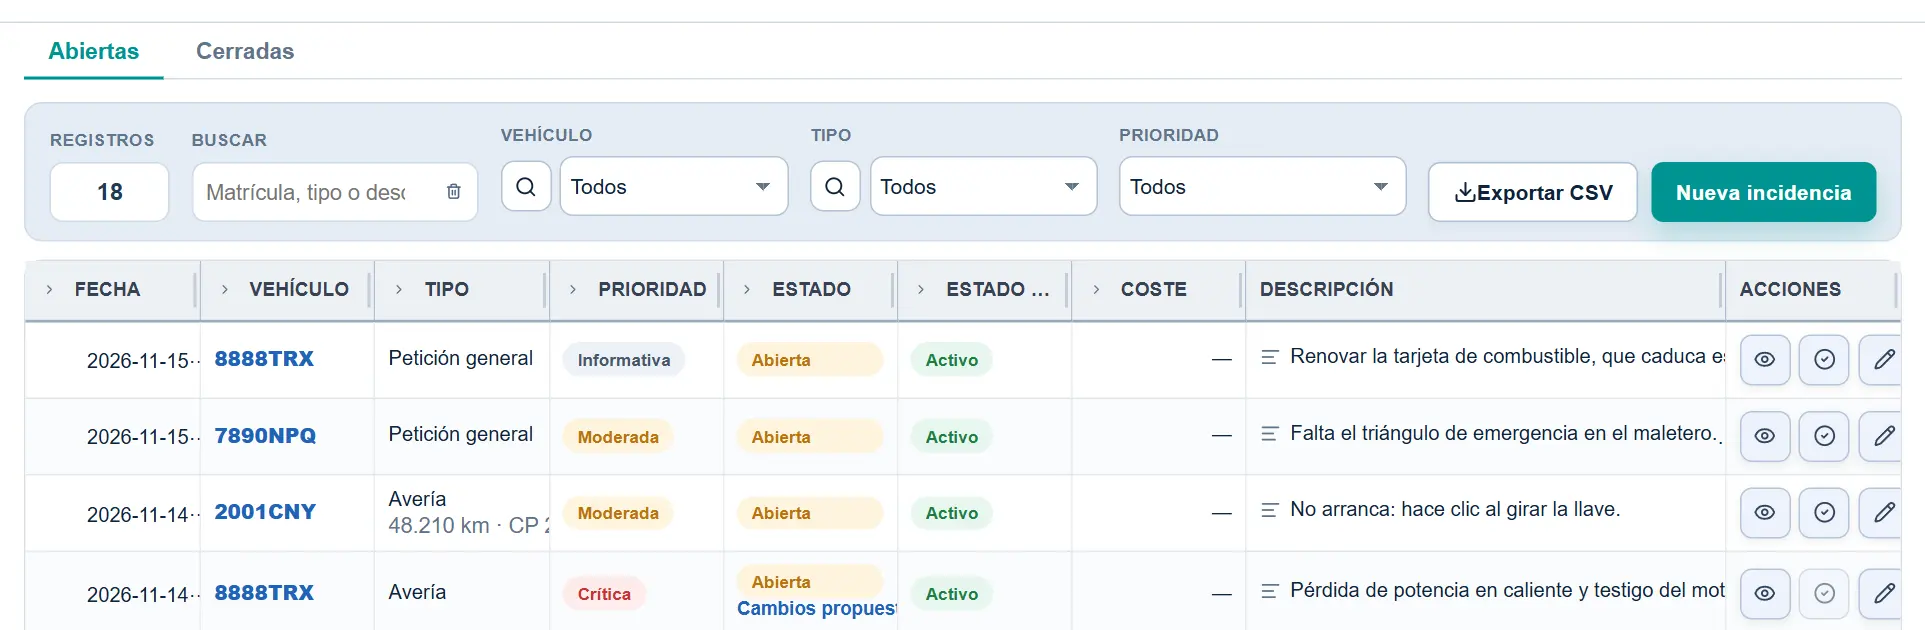 Abiertas Cerradas
REGISTROS BUSCAR VEHÍCULO TIPO PRIORIDAD
18 Matrícula, tipo o desc Todos Todos Todos Exportar CSV Nueva incidencia
FECHA VEHÍCULO TIPO PRIORIDAD ESTADO ESTADO ... COSTE DESCRIPCIÓN ACCIONES
2026-11-15·· 8888TRX Petición general Informativa Abierta Activo — Renovar la tarjeta de combustible, que caduca es
2026-11-15·· 7890NPQ Petición general Moderada Abierta Activo — Falta el triángulo de emergencia en el maletero..
2026-11-14·· 2001CNY Avería Moderada Abierta Activo — No arranca: hace clic al girar la llave.
48.210 km · CP 2
2026-11-14·· 8888TRX Avería Crítica Abierta Activo — Pérdida de potencia en caliente y testigo del mot
Cambios propuest